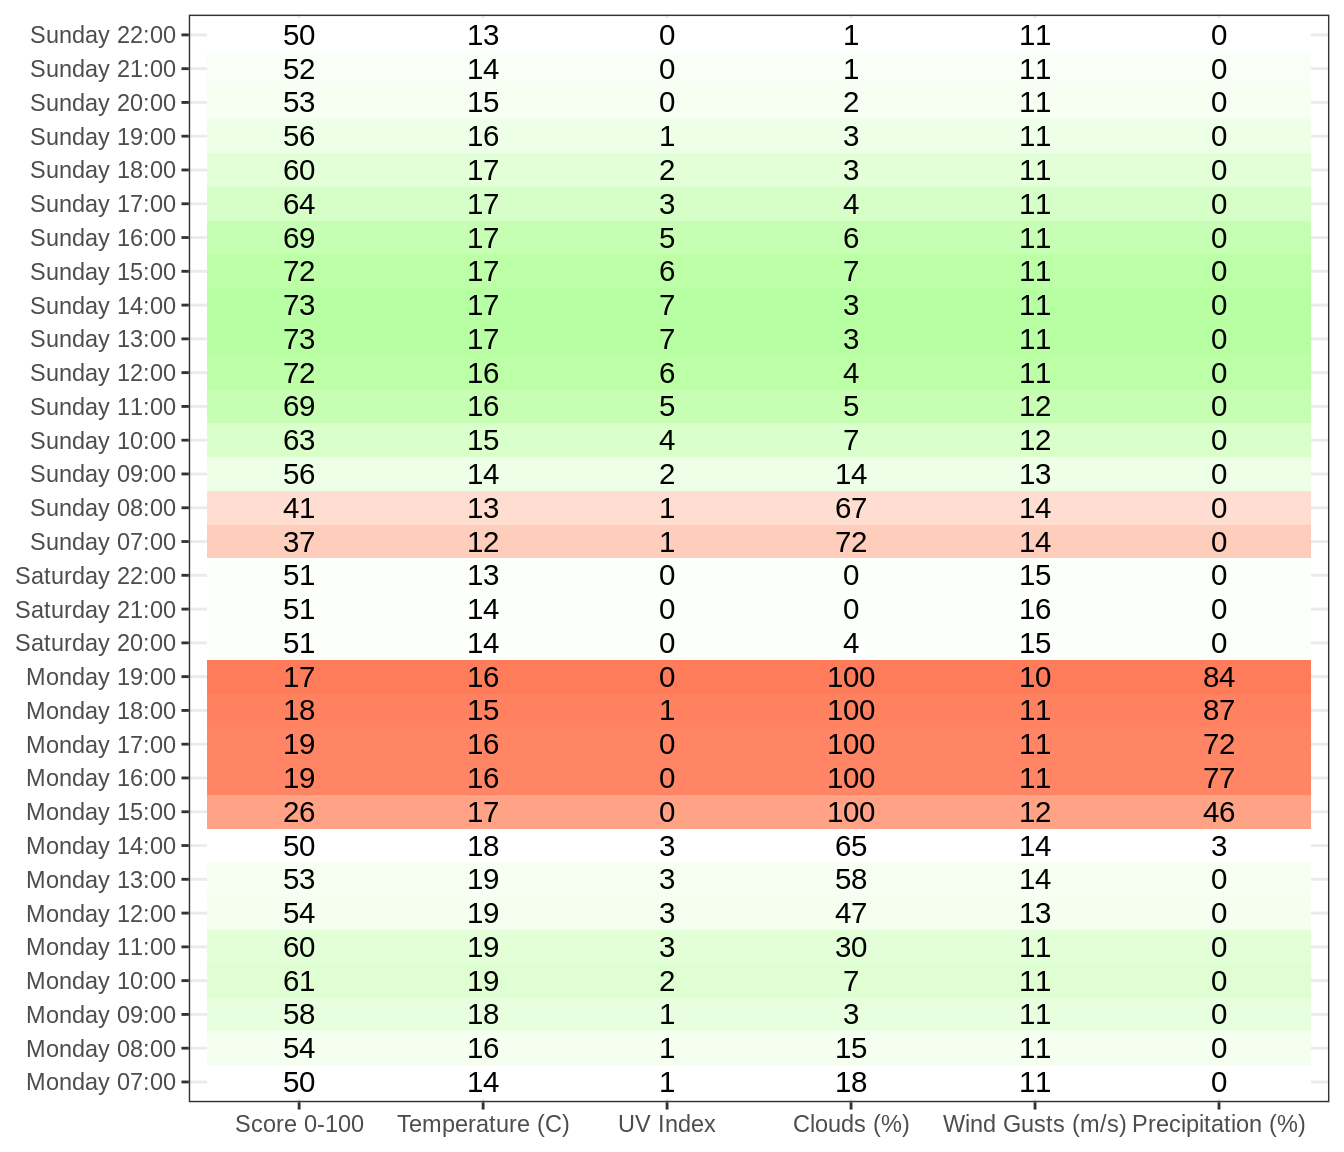 Sunday 22:00 50 13 0 1 11 0
Sunday 21:00 52 14 0 1 11 0
Sunday 20:00 53 15 0 2 11 0
Sunday 19:00 56 16 1 3 11 0
Sunday 18:00 60 17 2 3 11 0
Sunday 17:00 64 17 3 4 11 0
Sunday 16:00 69 17 5 6 11 0
Sunday 15:00 72 17 6 7 11 0
Sunday 14:00 73 17 7 3 11 0
Sunday 13:00 73 17 7 3 11 0
Sunday 12:00 72 16 6 4 11 0
Sunday 11:00 69 16 5 5 12 0
Sunday 10:00 63 15 4 7 12 0
Sunday 09:00 56 14 2 14 13 0
Sunday 08:00 41 13 1 67 14 0
Sunday 07:00 37 12 1 72 14 0
Saturday 22:00 51 13 0 0 15 0
Saturday 21:00 51 14 0 0 16 0
Saturday 20:00 51 14 0 4 15 0
Monday 19:00 17 16 0 100 10 84
Monday 18:00 18 15 1 100 11 87
Monday 17:00 19 16 0 100 11 72
Monday 16:00 19 16 0 100 11 77
Monday 15:00 26 17 0 100 12 46
Monday 14:00 50 18 3 65 14 3
Monday 13:00 53 19 3 58 14 0
Monday 12:00 54 19 3 47 13 0
Monday 11:00 60 19 3 30 11 0
Monday 10:00 61 19 2 7 11 0
Monday 09:00 58 18 1 3 11 0
Monday 08:00 54 16 1 15 11 0
Monday 07:00 50 14 1 18 11 0
Score 0-100 Temperature (C) UV Index Clouds (%) Wind Gusts (m/s) Precipitation (%)